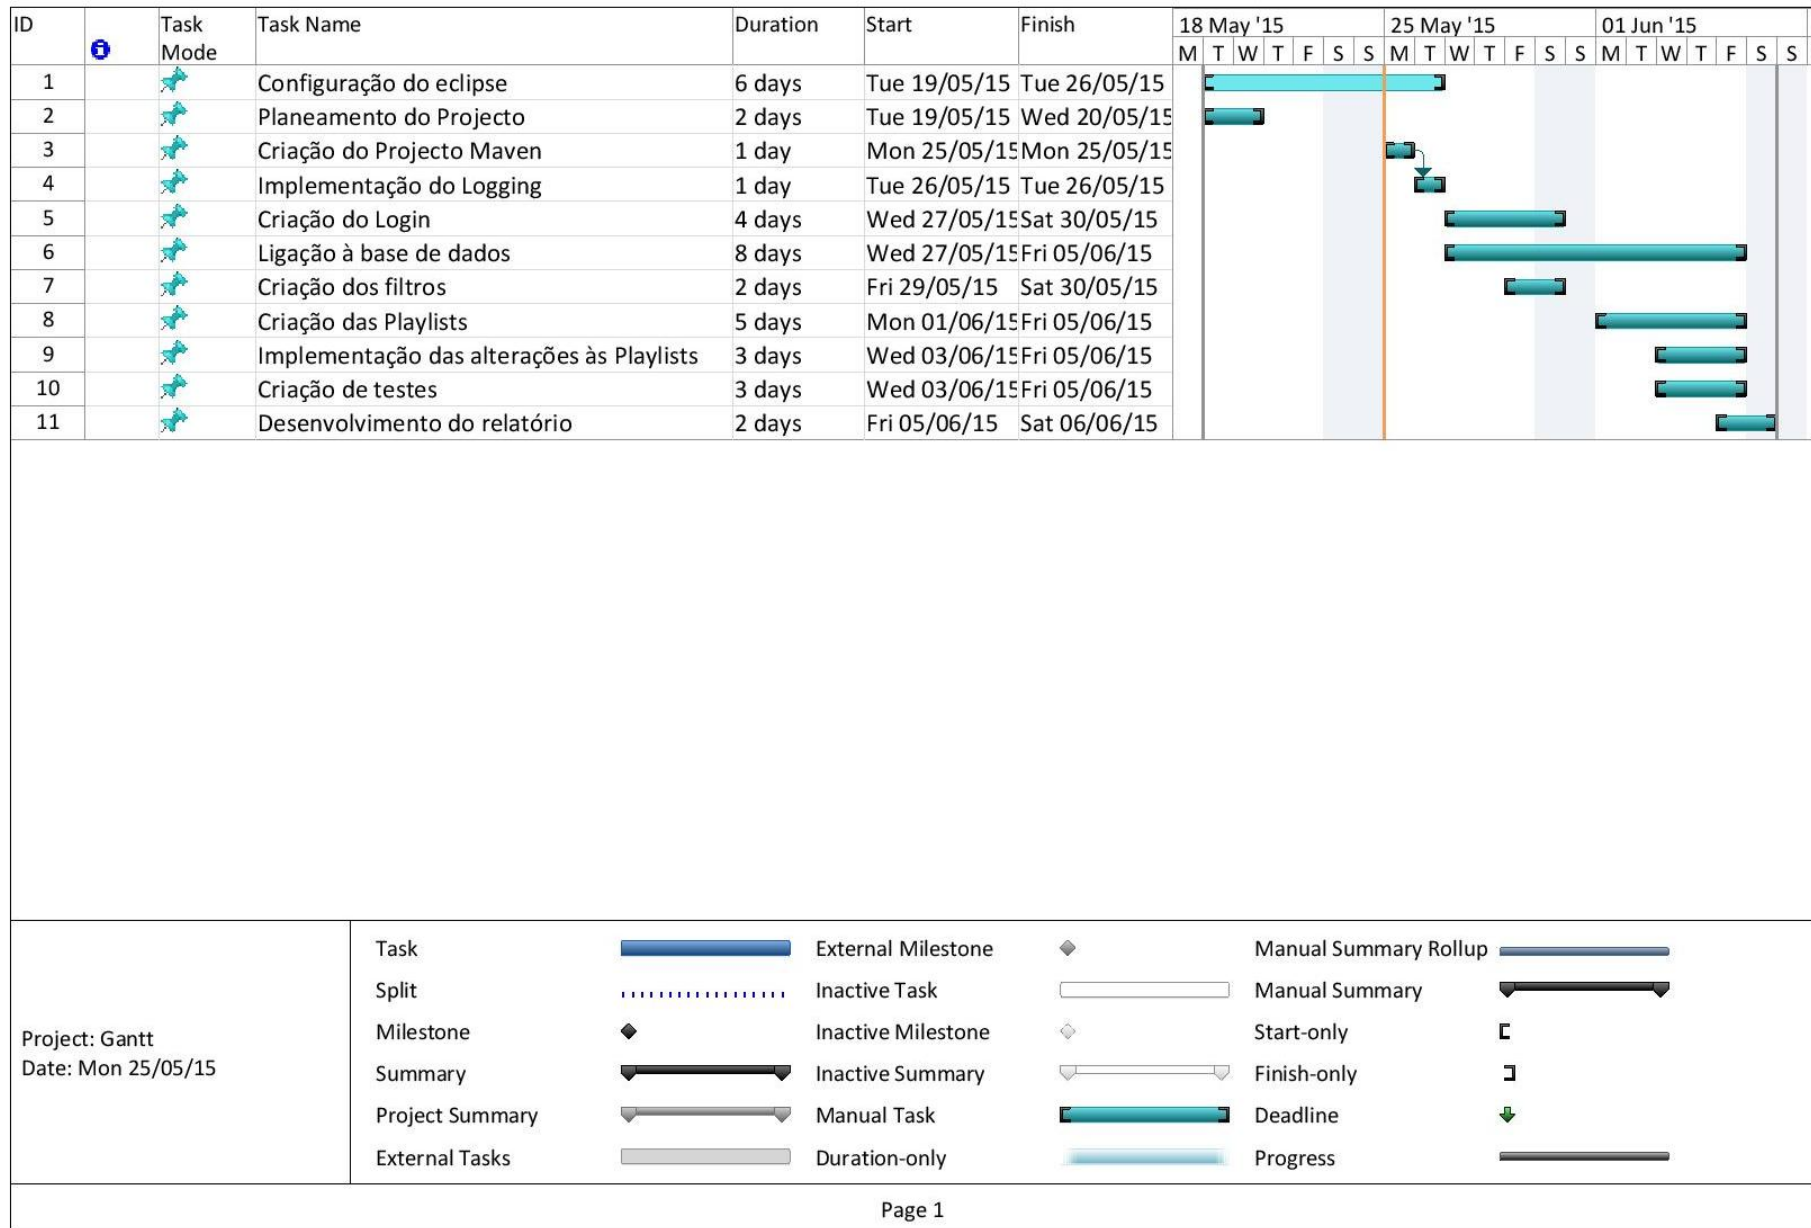 ID Task Mode Task Name Duration Start Finish 18 May '15 25 May '15 01 Jun '15
M T W T F S S M T W T F S S M T W T F S S
1 Configuração do eclipse 6 days Tue 19/05/15 Tue 26/05/15
2 Planeamento do Projecto 2 days Tue 19/05/15 Wed 20/05/15
3 Criação do Projecto Maven 1 day Mon 25/05/15 Mon 25/05/15
4 Implementação do Logging 1 day Tue 26/05/15 Tue 26/05/15
5 Criação do Login 4 days Wed 27/05/15 Sat 30/05/15
6 Ligação à base de dados 8 days Wed 27/05/15 Fri 05/06/15
7 Criação dos filtros 2 days Fri 29/05/15 Sat 30/05/15
8 Criação das Playlists 5 days Mon 01/06/15 Fri 05/06/15
9 Implementação das alterações às Playlists 3 days Wed 03/06/15 Fri 05/06/15
10 Criação de testes 3 days Wed 03/06/15 Fri 05/06/15
11 Desenvolvimento do relatório 2 days Fri 05/06/15 Sat 06/06/15
Project: Gantt
Date: Mon 25/05/15
Task External Milestone Manual Summary Rollup
Split Inactive Task Manual Summary
Milestone Inactive Milestone Start-only
Summary Inactive Summary Finish-only
Project Summary Manual Task Deadline
External Tasks Duration-only Progress
Page 1